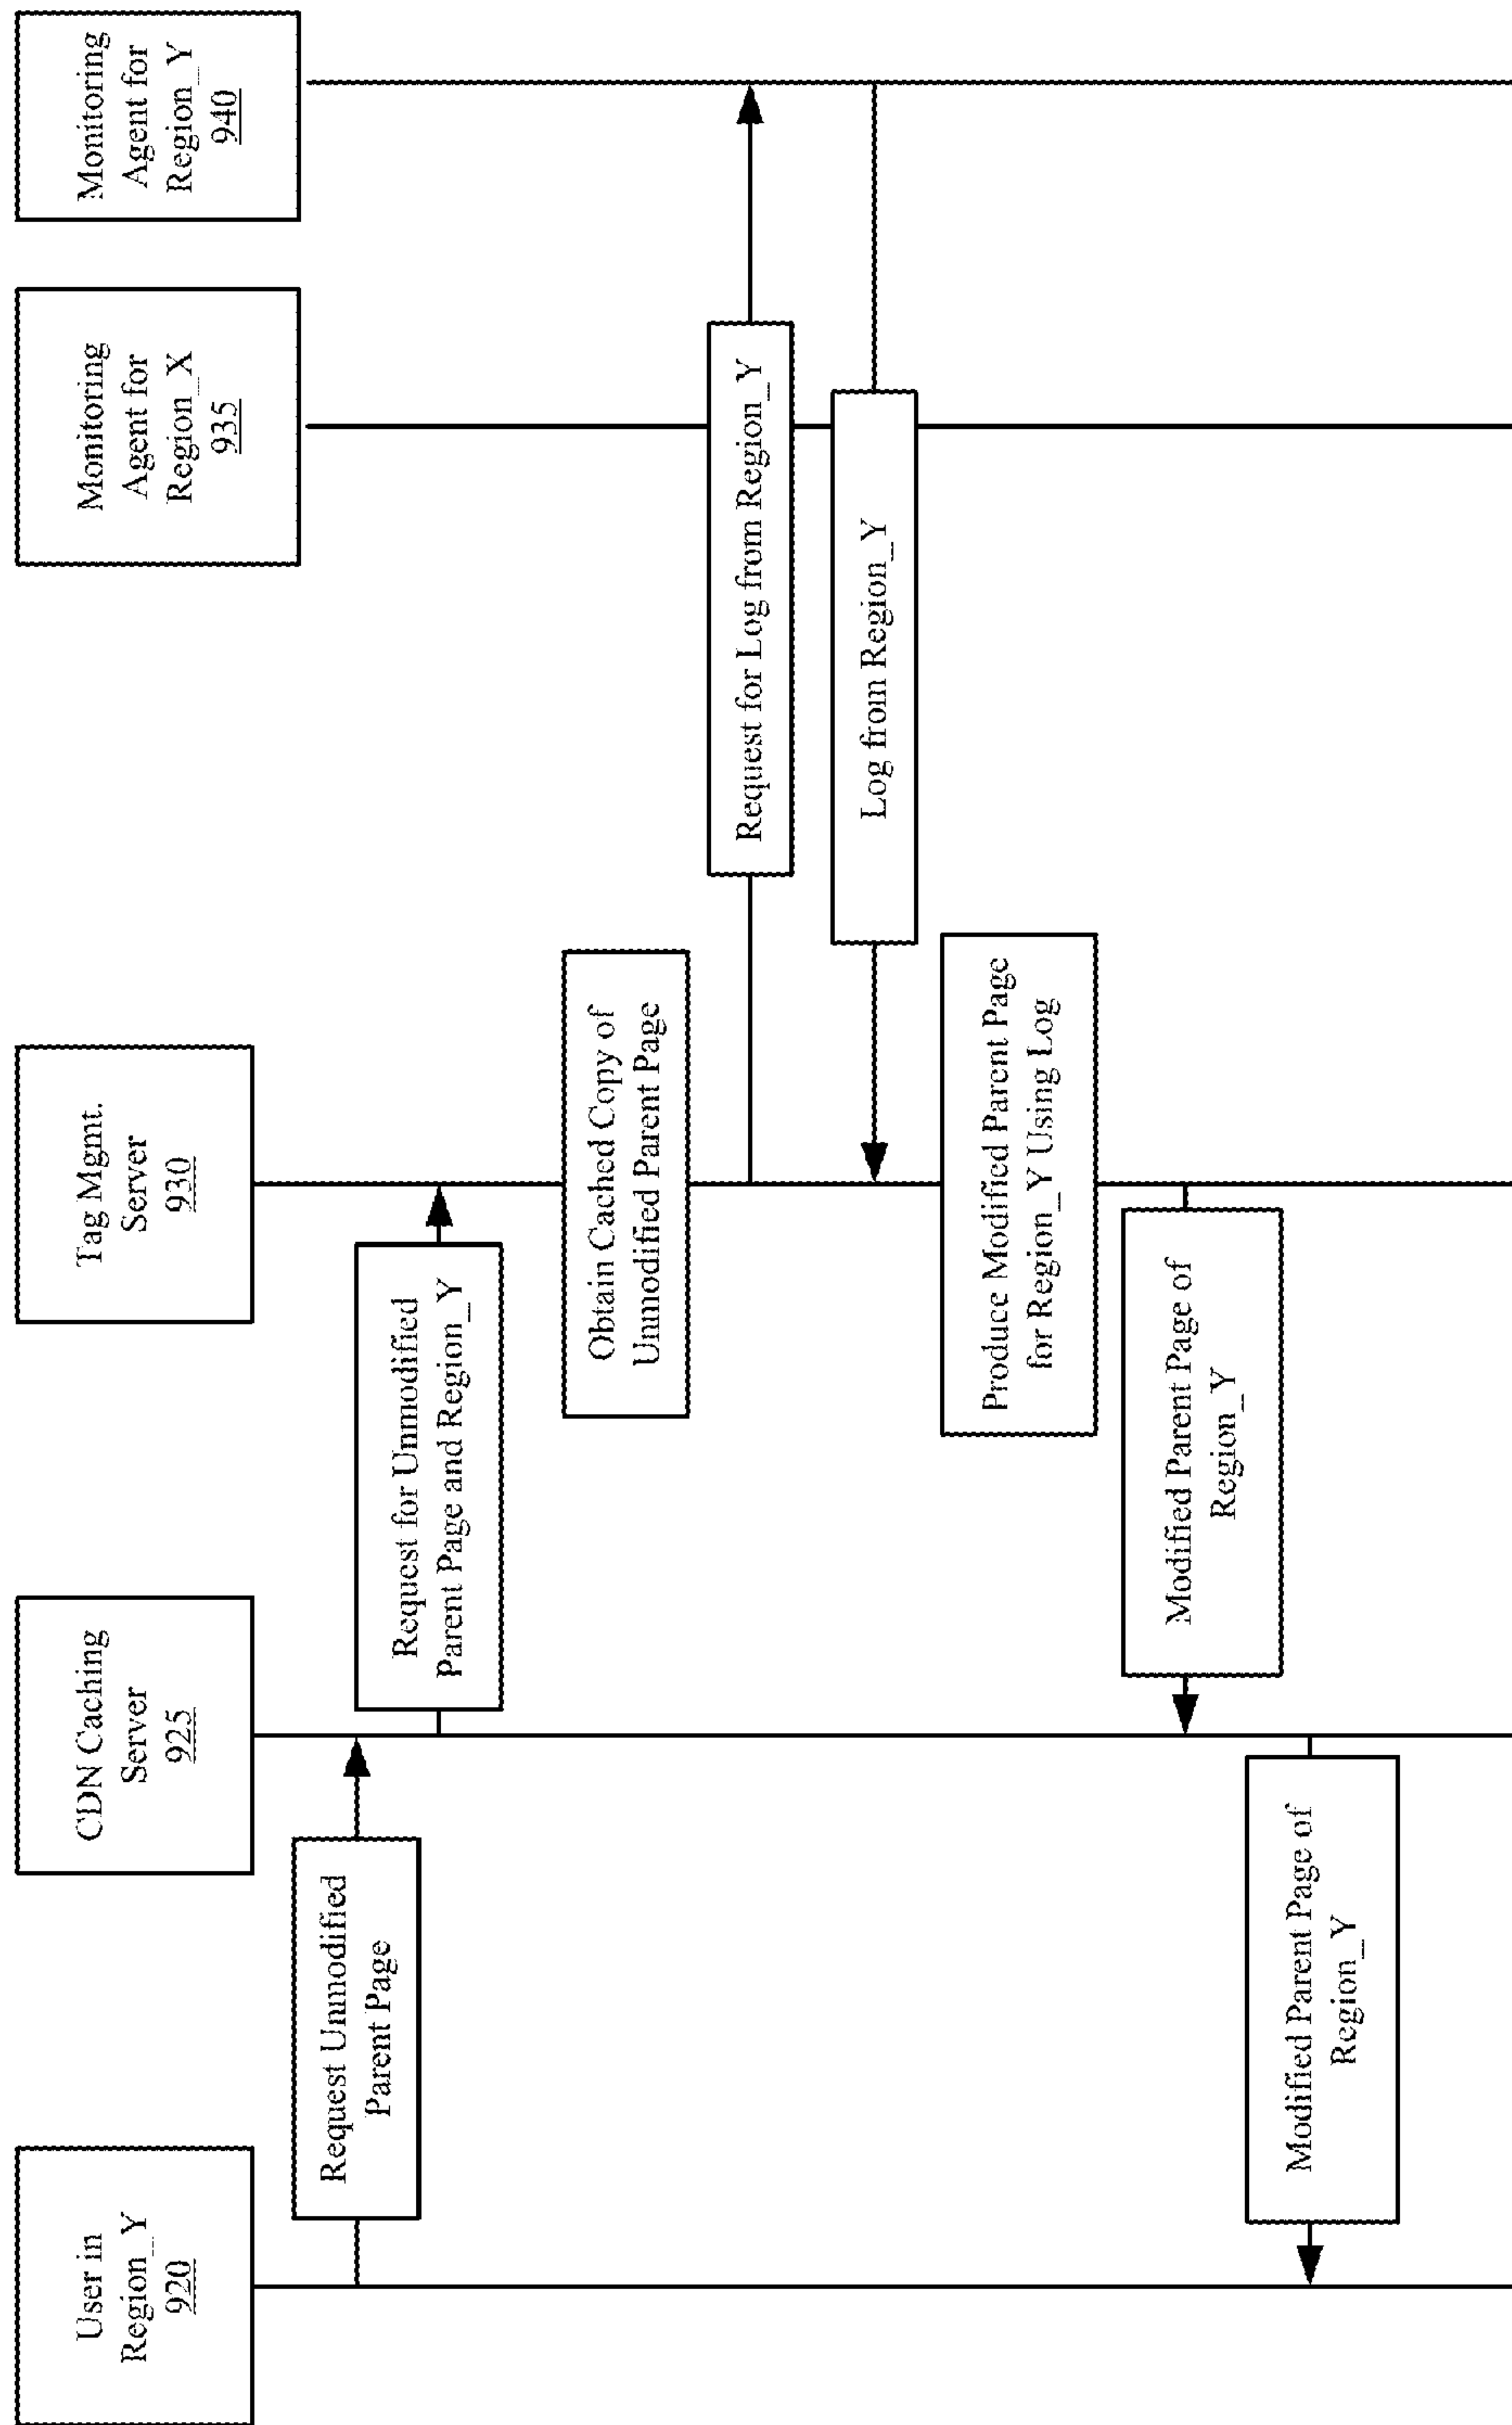 User in
Region_Y
920
CDN Caching
Server
925
Tag Mgmt.
Server
930
Monitoring
Agent for
Region_X
935
Monitoring
Agent for
Region_Y
940
Request Unmodified
Parent Page
Request for Unmodified
Parent Page and Region_Y
Obtain Cached Copy of
Unmodified Parent Page
Request for Log from Region_Y
Log from Region_Y
Produce Modified Parent Page
for Region_Y Using Log
Modified Parent Page of
Region_Y
Modified Parent Page of
Region_Y